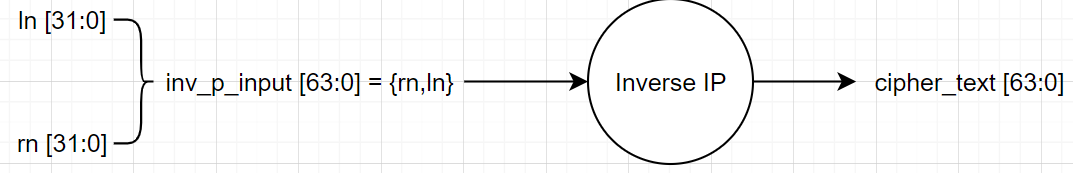 ln [31:0]
inv_p_input [63:0] = {rn,ln}
Inverse IP
cipher_text [63:0]
rn [31:0]